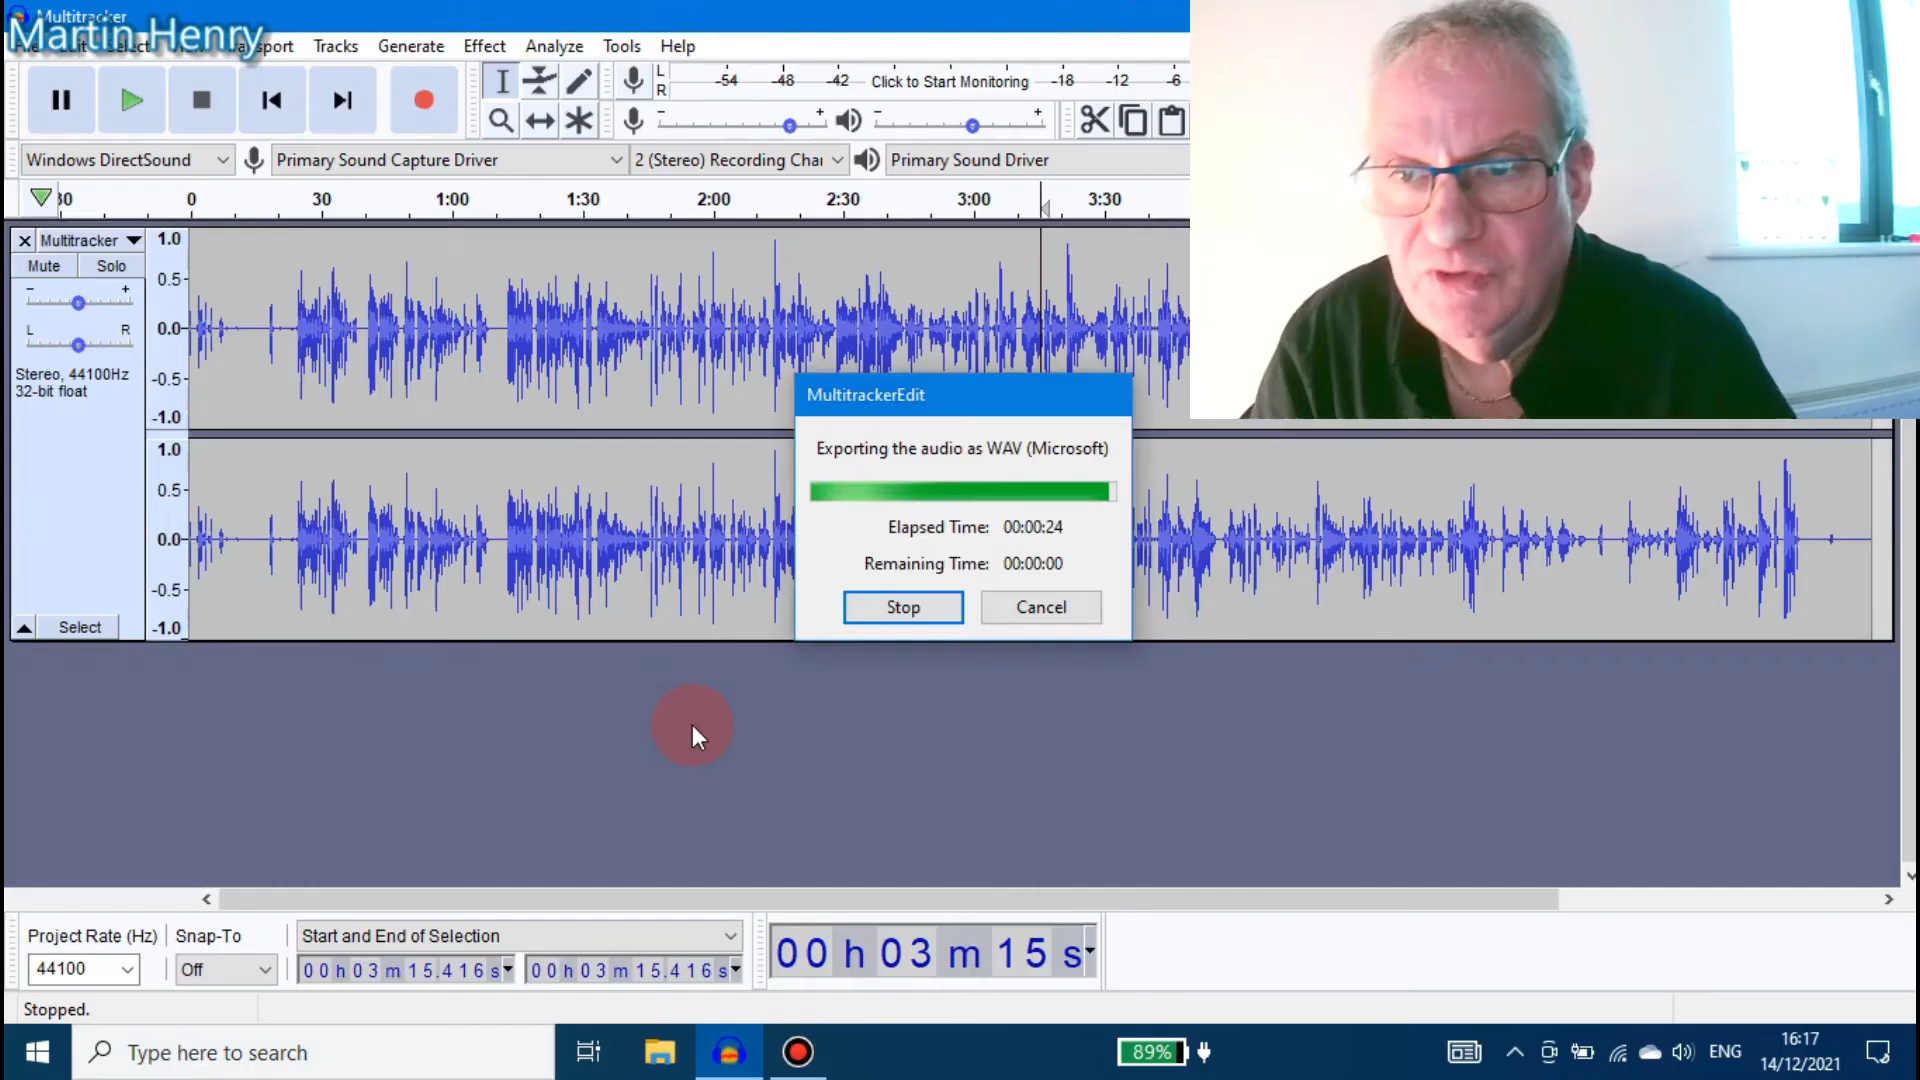 Multitracker
Martin Henry
Tracks Generate Effect Analyze Tools Help
L
R
-54 -48 -42 Click to Start Monitoring -18 -12 -6
- + - +
Windows DirectSound Primary Sound Capture Driver 2 (Stereo) Recording Chai Primary Sound Driver
30 0 30 1:00 1:30 2:00 2:30 3:00 3:30
Multitracker
Mute Solo
- +
L R
Stereo, 44100Hz
32-bit float
1.0
0.5
0.0
-0.5
-1.0
1.0
0.5
0.0
-0.5
-1.0
Select
MultitrackerEdit
Exporting the audio as WAV (Microsoft)
Elapsed Time: 00:00:24
Remaining Time: 00:00:00
Stop Cancel
Project Rate (Hz) Snap-To Start and End of Selection
44100 Off 00h03m15.416s 00h03m15.416s
00h03m15s
Stopped.
Type here to search
89%
ENG
16:17
14/12/2021